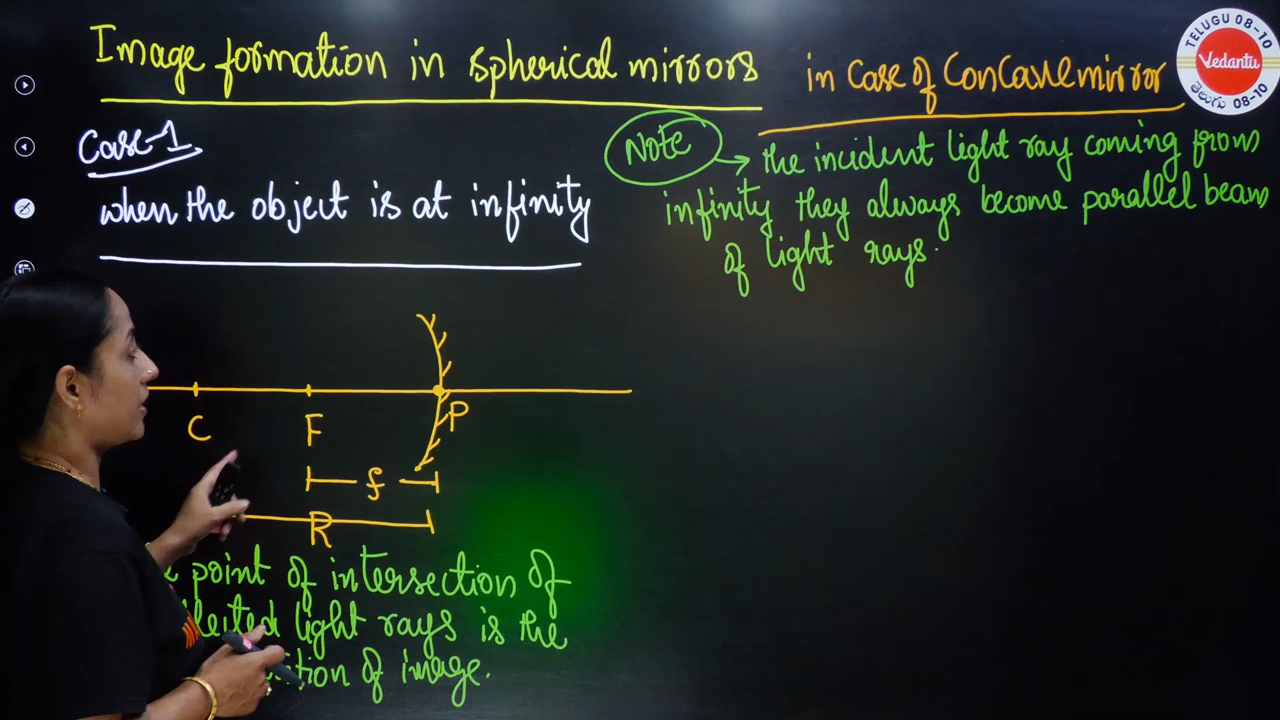 Image formation in spherical mirrors
in case of Concave mirror
TELUGU 08-10
Vedantu
తెలుగు 08-10
Case-1
when the object is at infinity
Note → the incident light ray coming from
infinity they always become parallel beam
of light rays.
C
F
P
f
R
point of intersection of
light rays is the
of image.